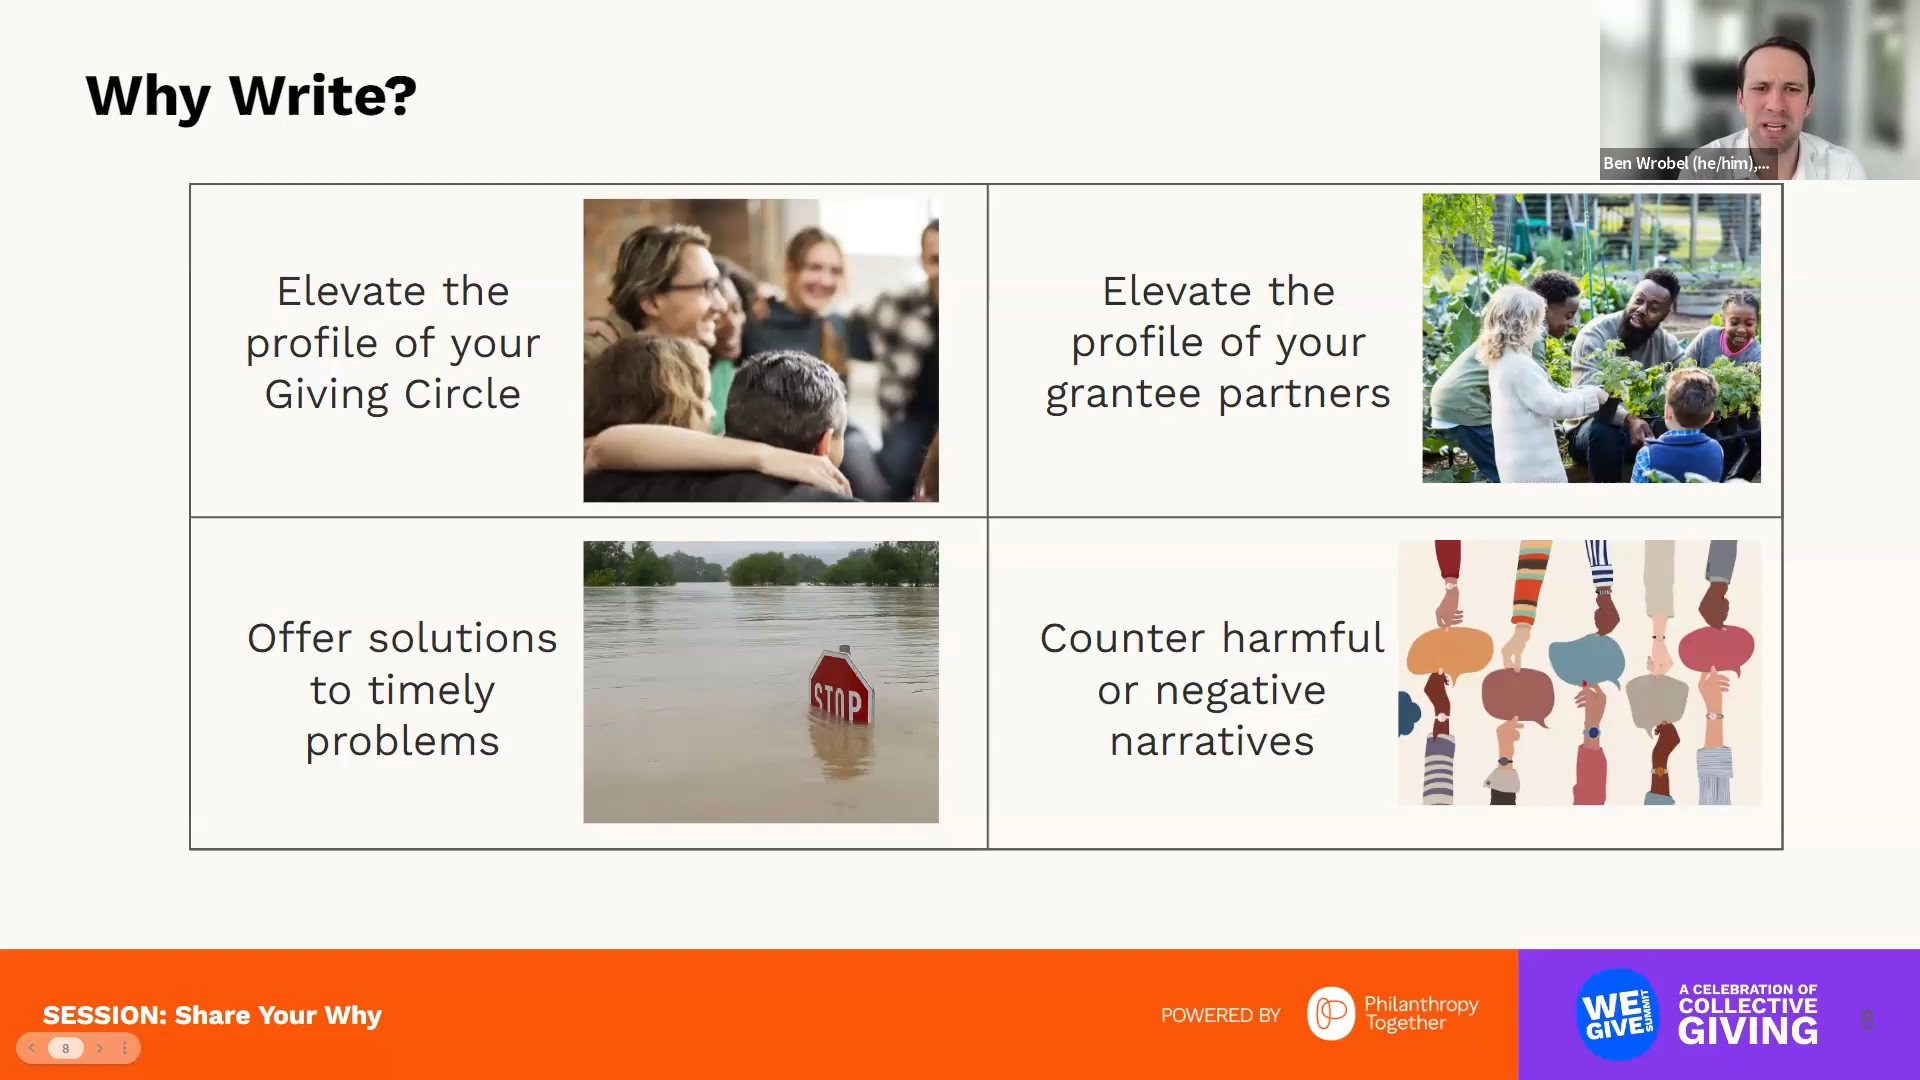 Why Write?
Ben Wrobel (he/him),...
Elevate the
profile of your
Giving Circle
Elevate the
profile of your
grantee partners
Offer solutions
to timely
problems
STOP
Counter harmful
or negative
narratives
SESSION: Share Your Why
8
POWERED BY
Philanthropy
Together
WE
GIVE
SUMMIT
A CELEBRATION OF
COLLECTIVE
GIVING
8